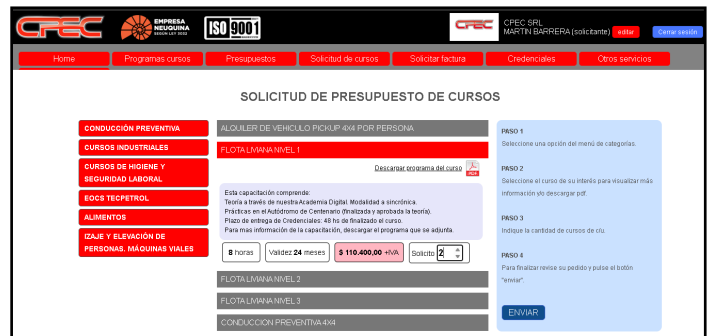 CPEC
EMPRESA
NEUQUINA
SEGÚN LEY 3032
ISO 9001
CPEC
CPEC SRL
MARTIN BARRERA (solicitante) editar
Cerrar sesión
Home
Programas cursos
Presupuestos
Solicitud de cursos
Solicitar factura
Credenciales
Otros servicios
SOLICITUD DE PRESUPUESTO DE CURSOS
CONDUCCIÓN PREVENTIVA
CURSOS INDUSTRIALES
CURSOS DE HIGIENE Y
SEGURIDAD LABORAL
EOCS TECPETROL
ALIMENTOS
IZAJE Y ELEVACIÓN DE
PERSONAS, MÁQUINAS VIALES
ALQUILER DE VEHICULO PICKUP 4X4 POR PERSONA
FLOTA LIVIANA NIVEL 1
Descargar programa del curso
Esta capacitación comprende:
Teoría a través de nuestra Academia Digital. Modalidad a sincrónica.
Prácticas en el Autódromo de Centenario (finalizada y aprobada la teoría).
Plazo de entrega de Credenciales: 48 hs de finalizado el curso.
Para mas información de la capacitación, descargar el programa que se adjunta.
8 horas
Validez 24 meses
$ 110.400,00 +IVA
Solicito 2
FLOTA LIVIANA NIVEL 2
FLOTA LIVIANA NIVEL 3
CONDUCCION PREVENTIVA 4X4
PASO 1
Seleccione una opción del menú de categorías.
PASO 2
Seleccione el curso de su interés para visualizar más
información y/o descargar pdf.
PASO 3
Indique la cantidad de cursos de c/u.
PASO 4
Para finalizar revise su pedido y pulse el botón
"enviar".
ENVIAR